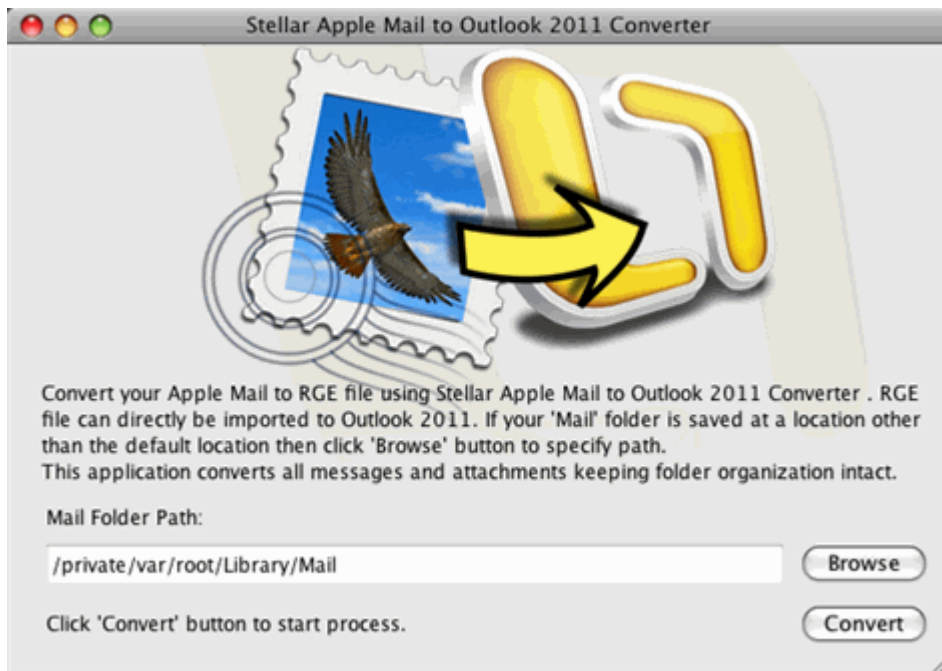 Stellar Apple Mail to Outlook 2011 Converter
Convert your Apple Mail to RGE file using Stellar Apple Mail to Outlook 2011 Converter . RGE
file can directly be imported to Outlook 2011. If your 'Mail' folder is saved at a location other
than the default location then click 'Browse' button to specify path.
This application converts all messages and attachments keeping folder organization intact.
Mail Folder Path:
/private/var/root/Library/Mail
Browse
Click 'Convert' button to start process.
Convert